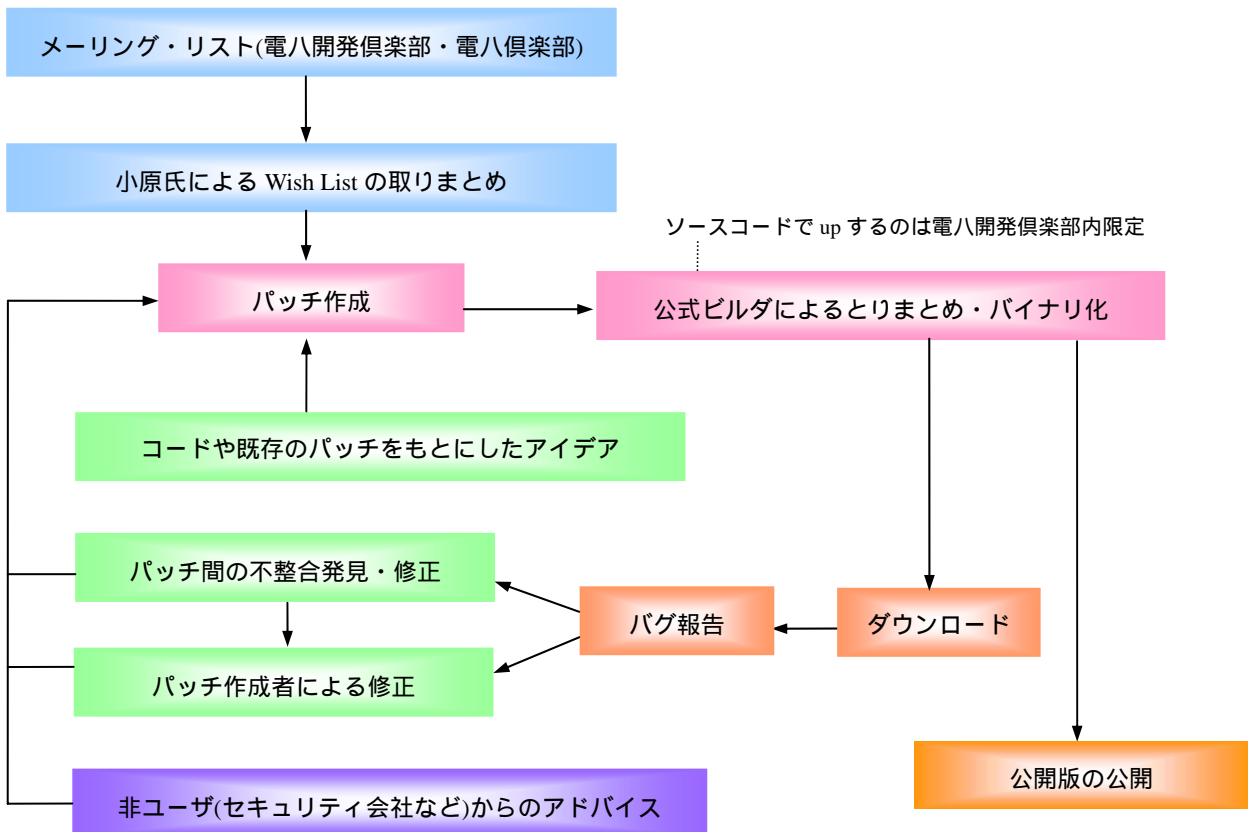 メーリング・リスト(電八開発倶楽部・電八倶楽部)
小原氏による Wish List の取りまとめ
ソースコードで up するのは電八開発倶楽部内限定
パッチ作成
公式ビルダによるとりまとめ・バイナリ化
コードや既存のパッチをもとにしたアイデア
パッチ間の不整合発見・修正
バグ報告
ダウンロード
パッチ作成者による修正
公開版の公開
非ユーザ(セキュリティ会社など)からのアドバイス